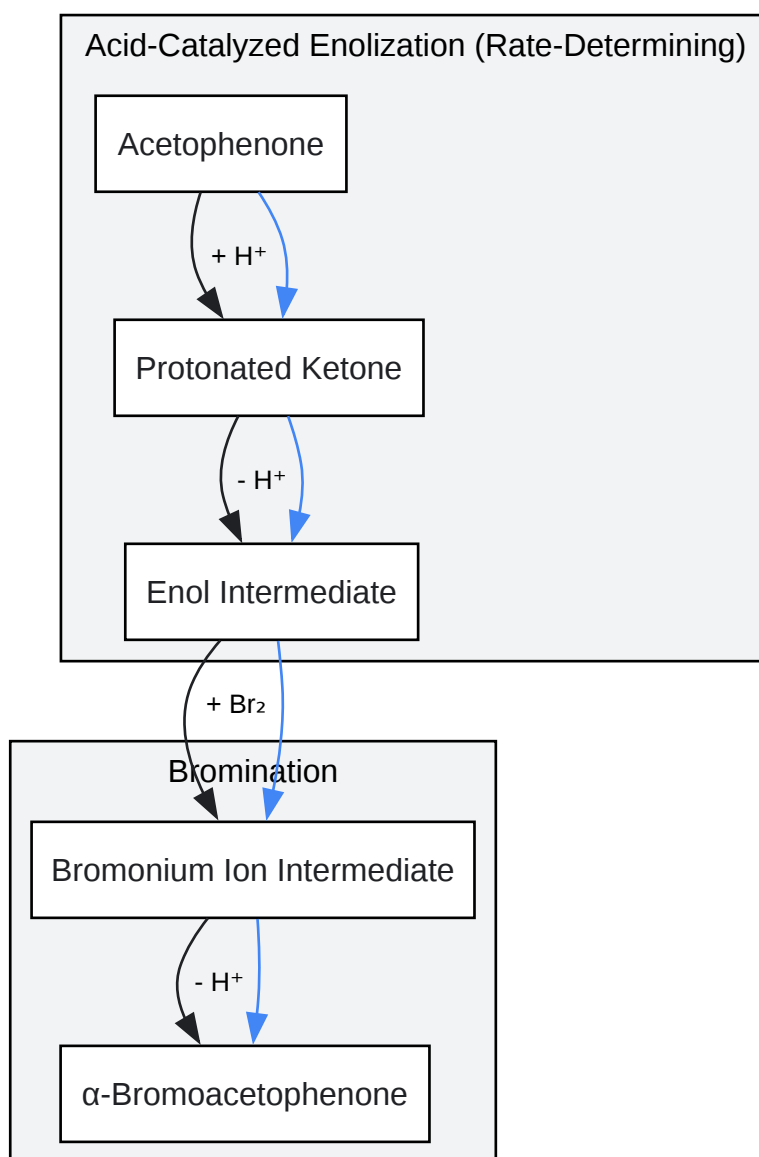 Acid-Catalyzed Enolization (Rate-Determining)
Acetophenone
+ H⁺
Protonated Ketone
- H⁺
Enol Intermediate
+ Br₂
Bromination
Bromonium Ion Intermediate
- H⁺
α-Bromoacetophenone